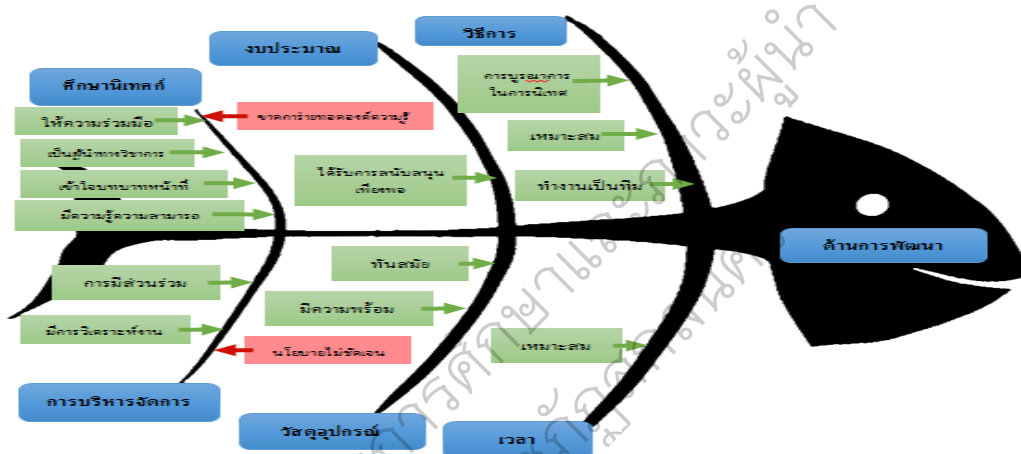 วิธีการ
งบประมาณ
ศึกษานิเทศก์
การบูรณาการ
ในการนิเทศ
ให้ความร่วมมือ
ขาดการ่ายทอดองค์ความรู้
เหมาะสม
เป็นผู้นำทางวิชาการ
ได้รับการสนับสนุน
เพียงพอ
เข้าใจบทบาทหน้าที่
ทำงานเป็นทีม
มีความรู้ความสามารถ
ด้านการพัฒนา
ทันสมัย
การมีส่วนร่วม
มีความพร้อม
มีการวิเคราะห์งาน
เหมาะสม
นโยบายไม่ชัดเจน
การบริหารจัดการ
วัสดุอุปกรณ์
เวลา